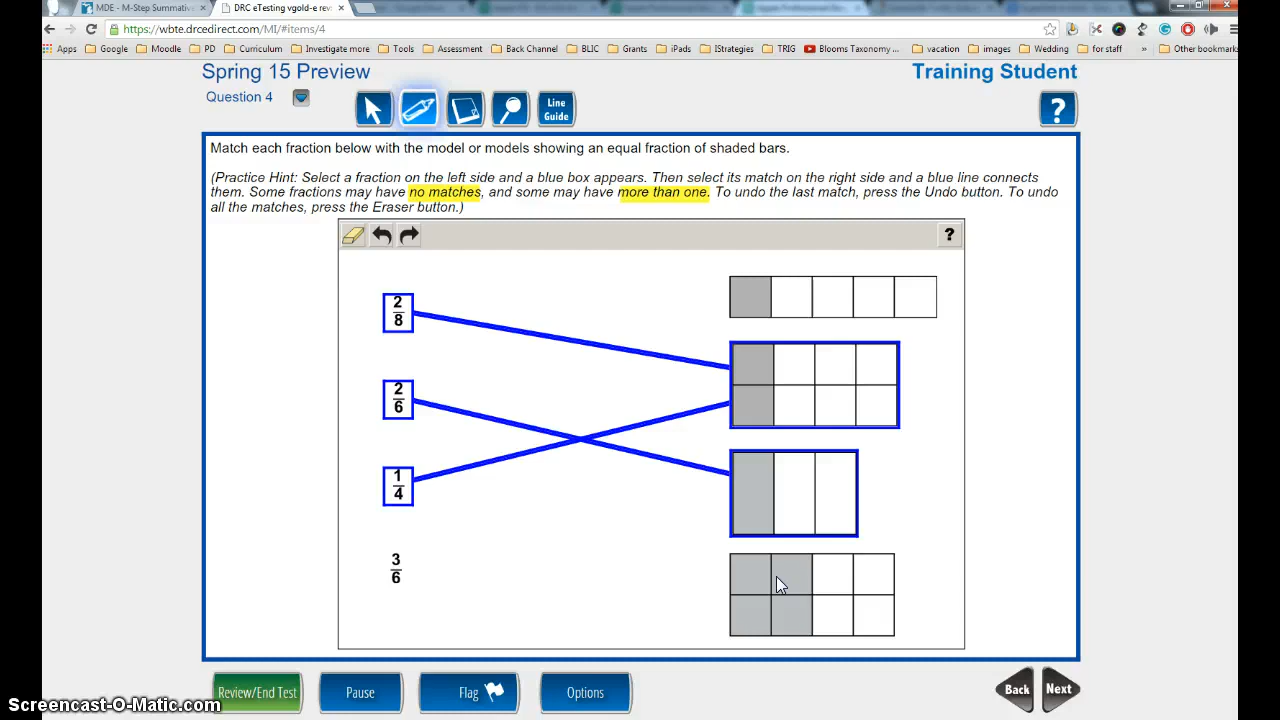 MDE - M-Step Summativ
DRC eTesting vgold-e rev
https://wbte.drcedirect.com/MI/#items/4
Apps Google Moodle PD Curriculum Incorporate more i Tools Assessment Back Channel BLIC Grants iPads IStrategies TRIG Blooms Taxonomy ... vacation images Wedding for staff » Other bookmarks
Spring 15 Preview
Training Student
Question 4
Line
Guide
?
Match each fraction below with the model or models showing an equal fraction of shaded bars.
(Practice Hint: Select a fraction on the left side and a blue box appears. Then select its match on the right side and a blue line connects
them. Some fractions may have no matches, and some may have more than one. To undo the last match, press the Undo button. To undo
all the matches, press the Eraser button.)
?
2
8
2
6
1
4
3
6
Review/End Test
Pause
Flag
Options
Back
Next
Screencast-O-Matic.com